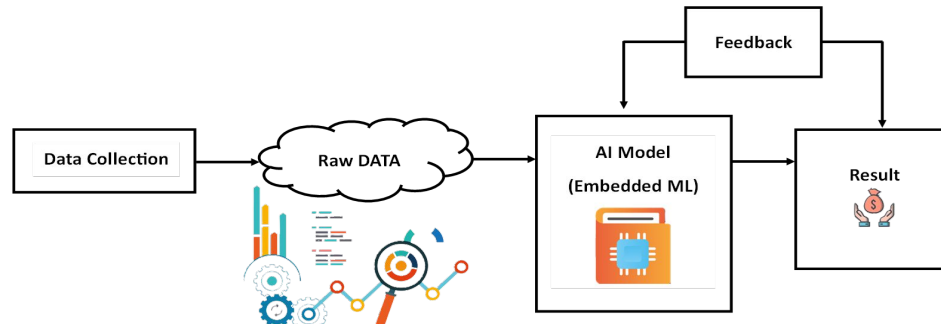 Feedback
Data Collection
Raw DATA
AI Model
(Embedded ML)
Result
$